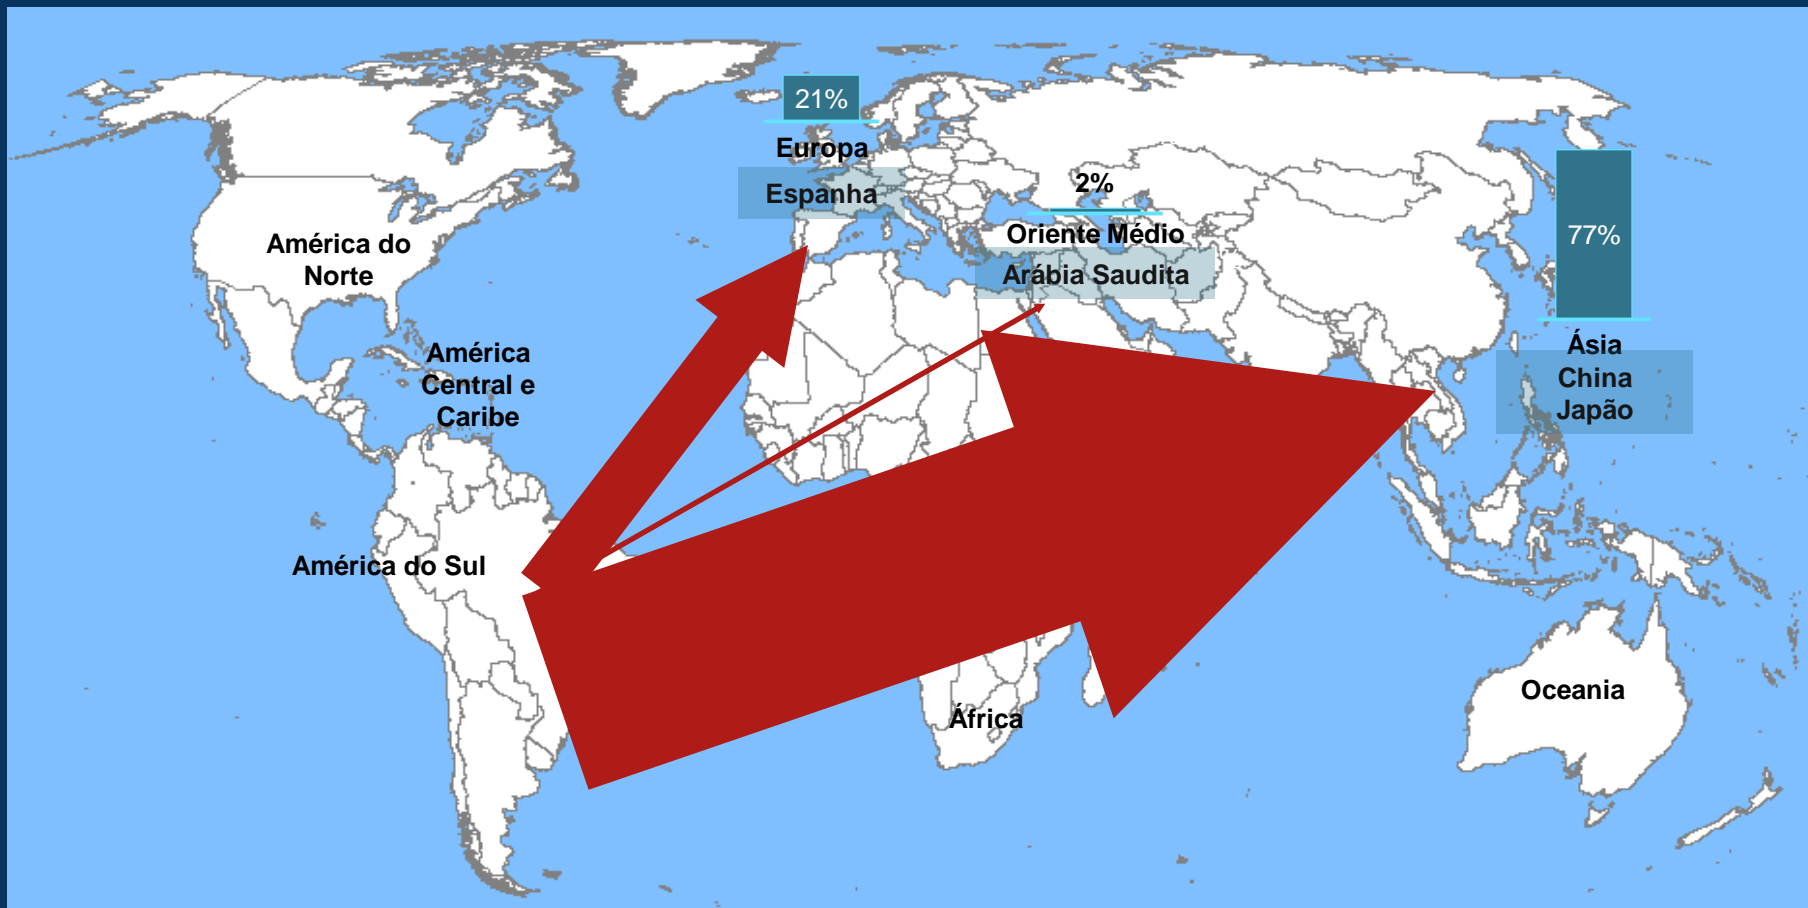 21%
Europa
Espanha
2%
Oriente Médio
Arábia Saudita
77%
Ásia
China
Japão
América do
Norte
América
Central e
Caribe
América do Sul
África
Oceania